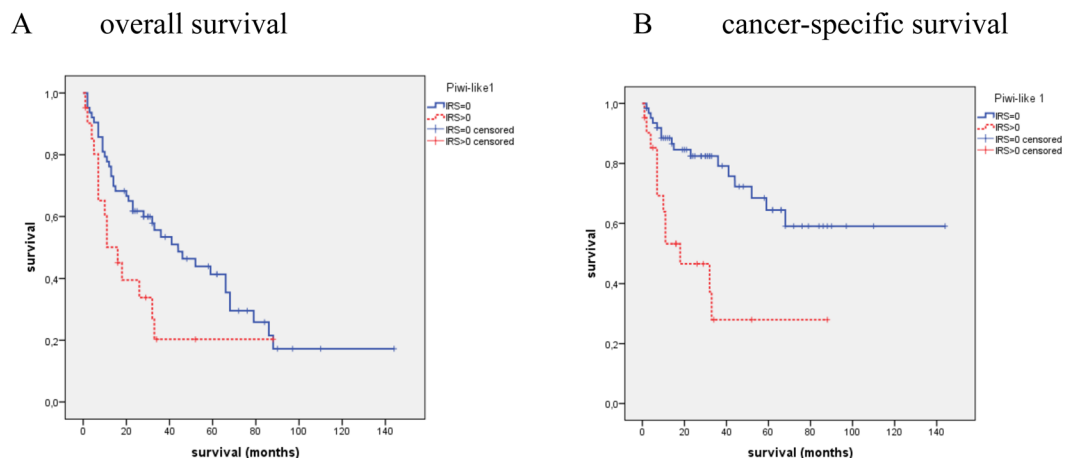 A overall survival
Piwi-like1
IRS=0
IRS>0
IRS=0 censored
IRS>0 censored
survival
1,0
0,8
0,6
0,4
0,2
0,0
0 20 40 60 80 100 120 140
survival (months)
B cancer-specific survival
Piwi-like 1
IRS=0
IRS>0
IRS=0 censored
IRS>0 censored
survival
1,0
0,8
0,6
0,4
0,2
0,0
0 20 40 60 80 100 120 140
survival (months)